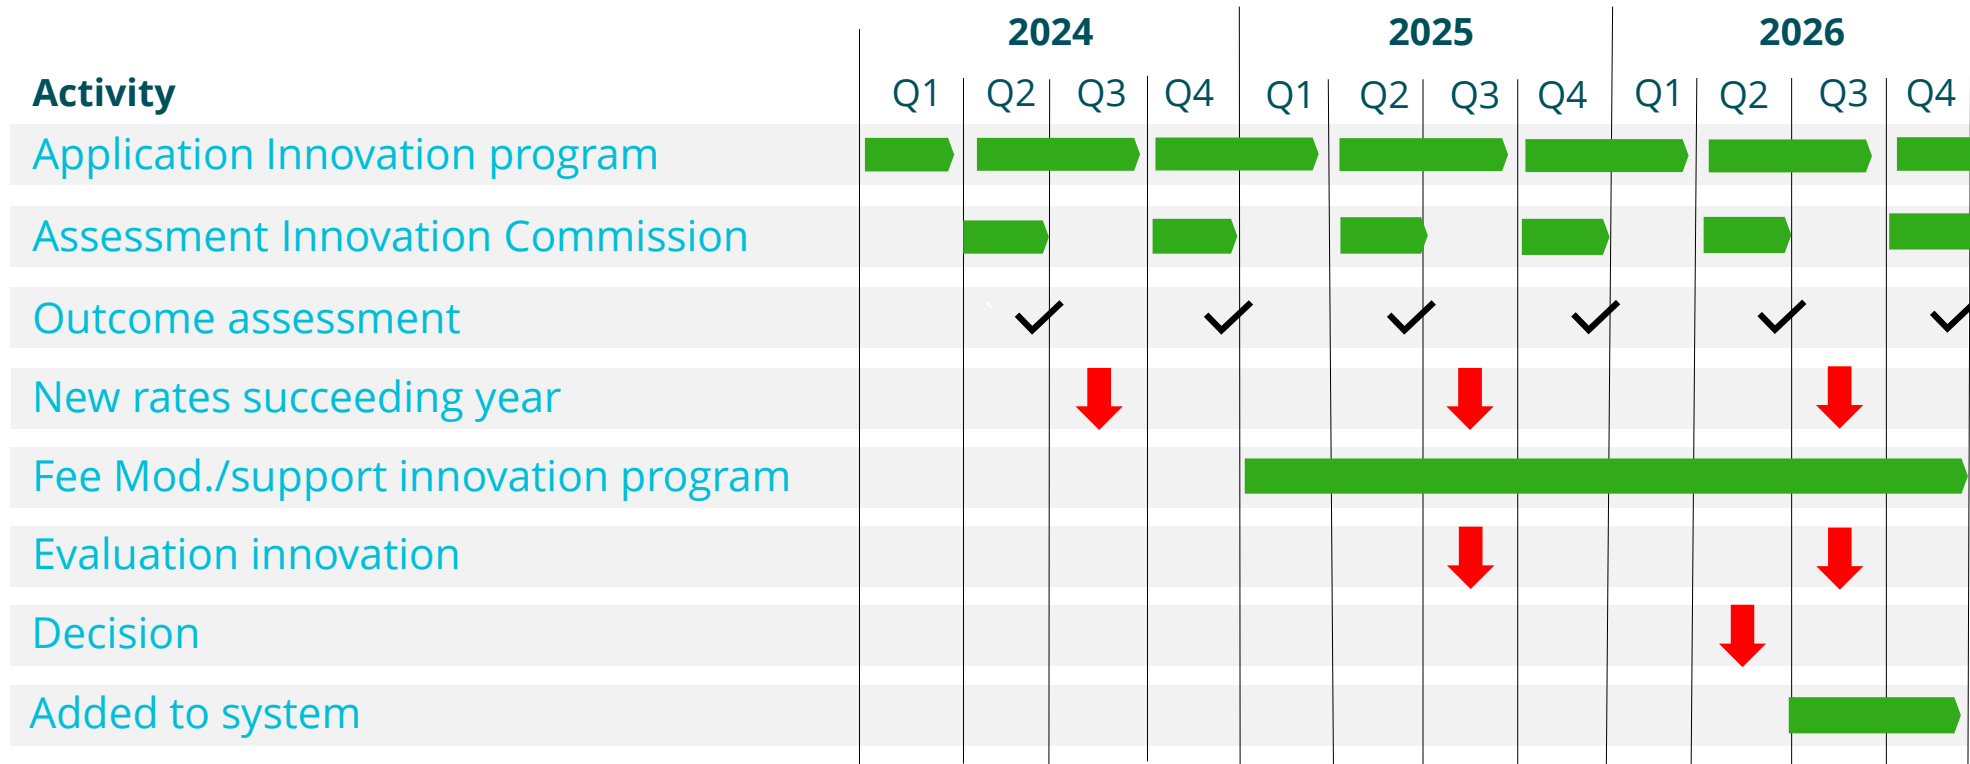 2024 2025 2026
Activity Q1 Q2 Q3 Q4 Q1 Q2 Q3 Q4 Q1 Q2 Q3 Q4
Application Innovation program
Assessment Innovation Commission
Outcome assessment
New rates succeeding year
Fee Mod./support innovation program
Evaluation innovation
Decision
Added to system